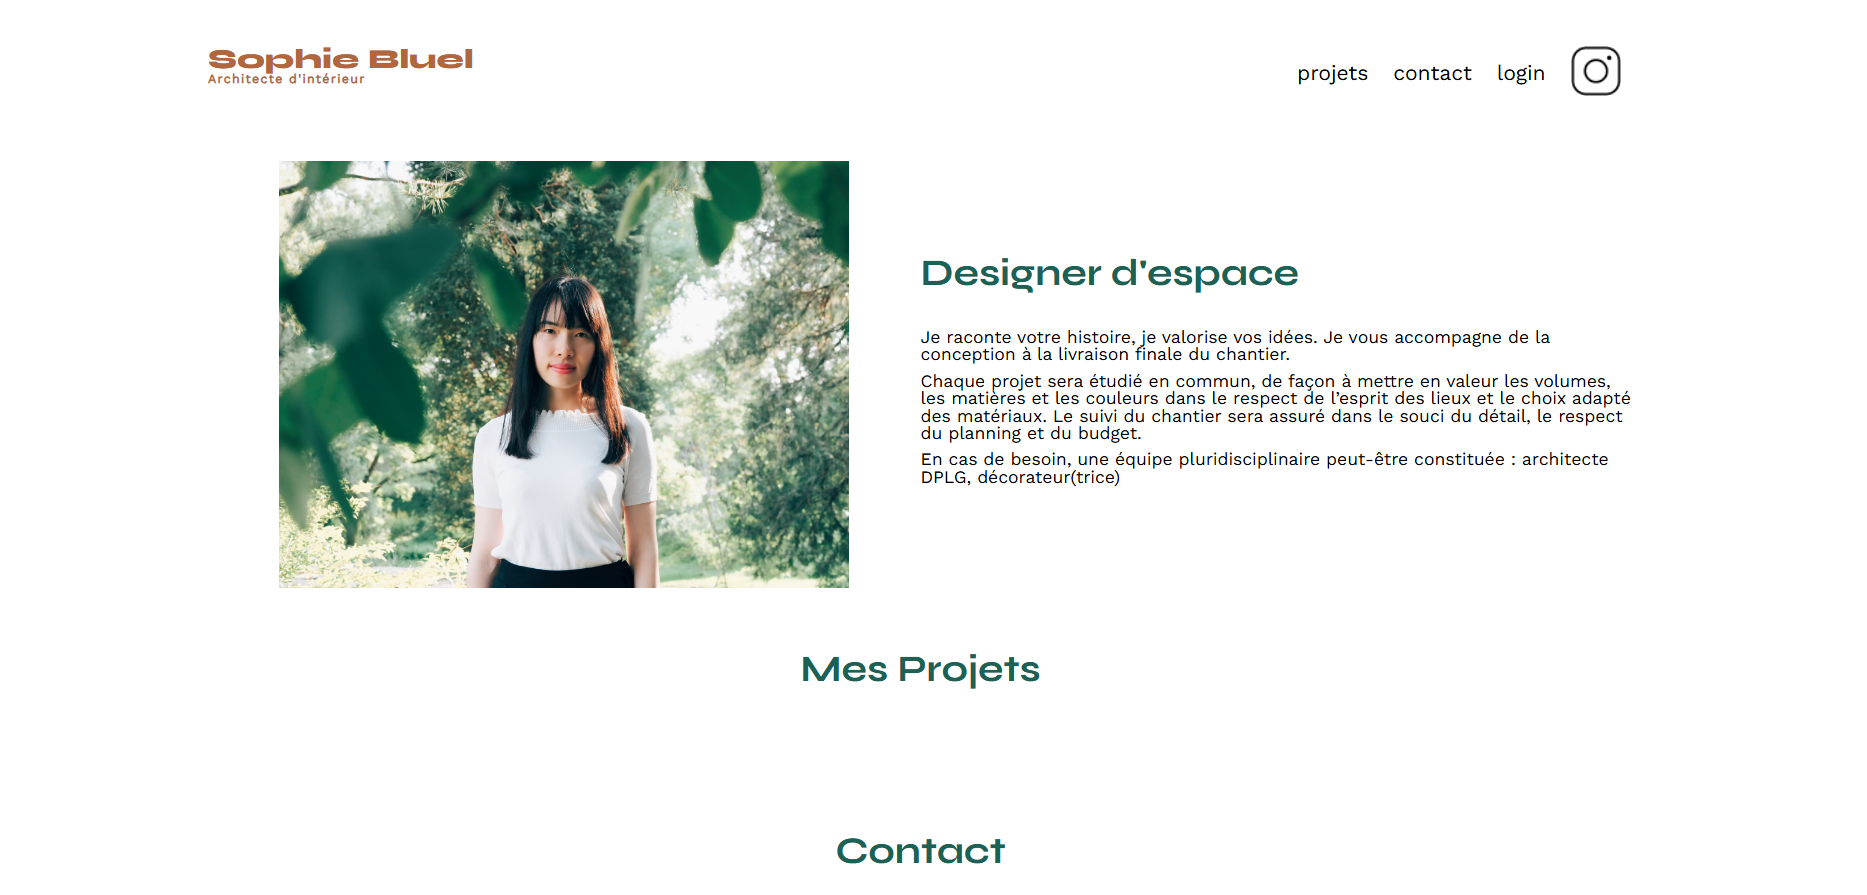 Sophie Bluel
Architecte d'intérieur
projets contact login
Designer d'espace
Je raconte votre histoire, je valorise vos idées. Je vous accompagne de la
conception à la livraison finale du chantier.
Chaque projet sera étudié en commun, de façon à mettre en valeur les volumes,
les matières et les couleurs dans le respect de l’esprit des lieux et le choix adapté
des matériaux. Le suivi du chantier sera assuré dans le souci du détail, le respect
du planning et du budget.
En cas de besoin, une équipe pluridisciplinaire peut-être constituée : architecte
DPLG, décorateur(trice)
Mes Projets
Contact